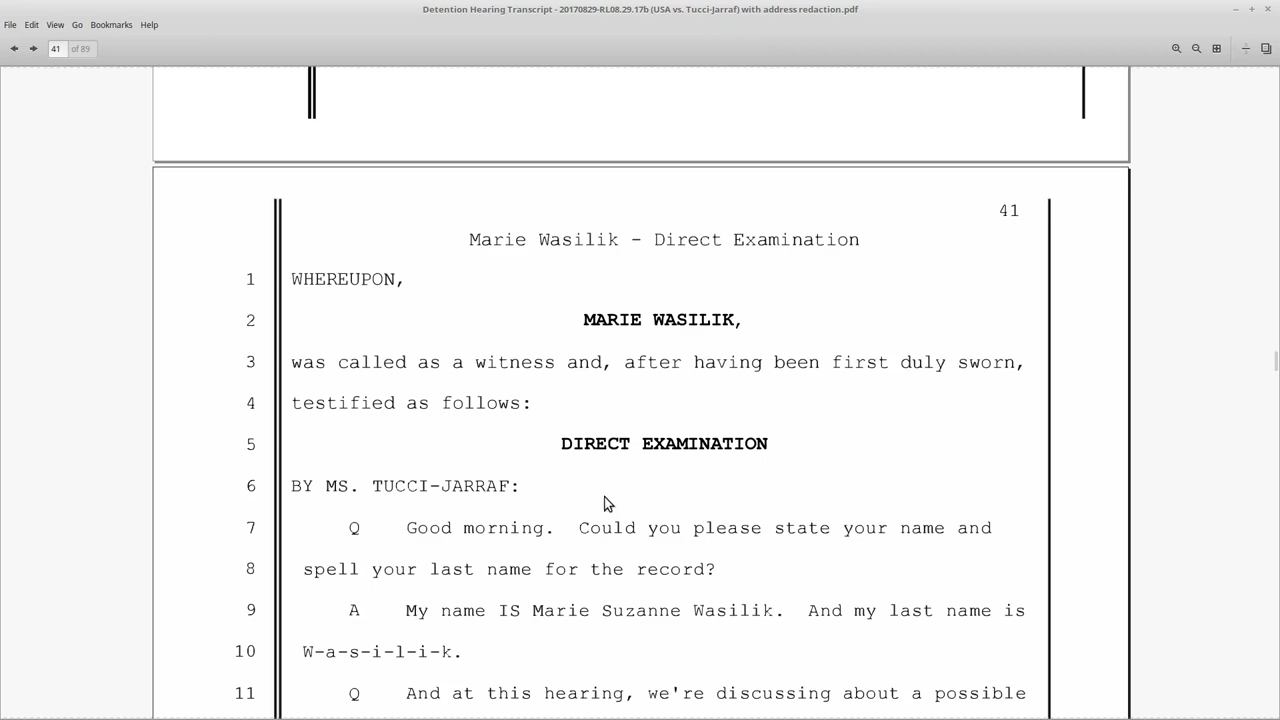 Detention Hearing Transcript - 20170829-RL08.29.17b (USA vs. Tucci-Jarraf) with address redaction.pdf
File Edit View Go Bookmarks Help
41 of 89
41
Marie Wasilik - Direct Examination
1 WHEREUPON,
2 MARIE WASILIK,
3 was called as a witness and, after having been first duly sworn,
4 testified as follows:
5 DIRECT EXAMINATION
6 BY MS. TUCCI-JARRAF:
7 Q Good morning. Could you please state your name and
8 spell your last name for the record?
9 A My name IS Marie Suzanne Wasilik. And my last name is
10 W-a-s-i-l-i-k.
11 Q And at this hearing, we're discussing about a possible